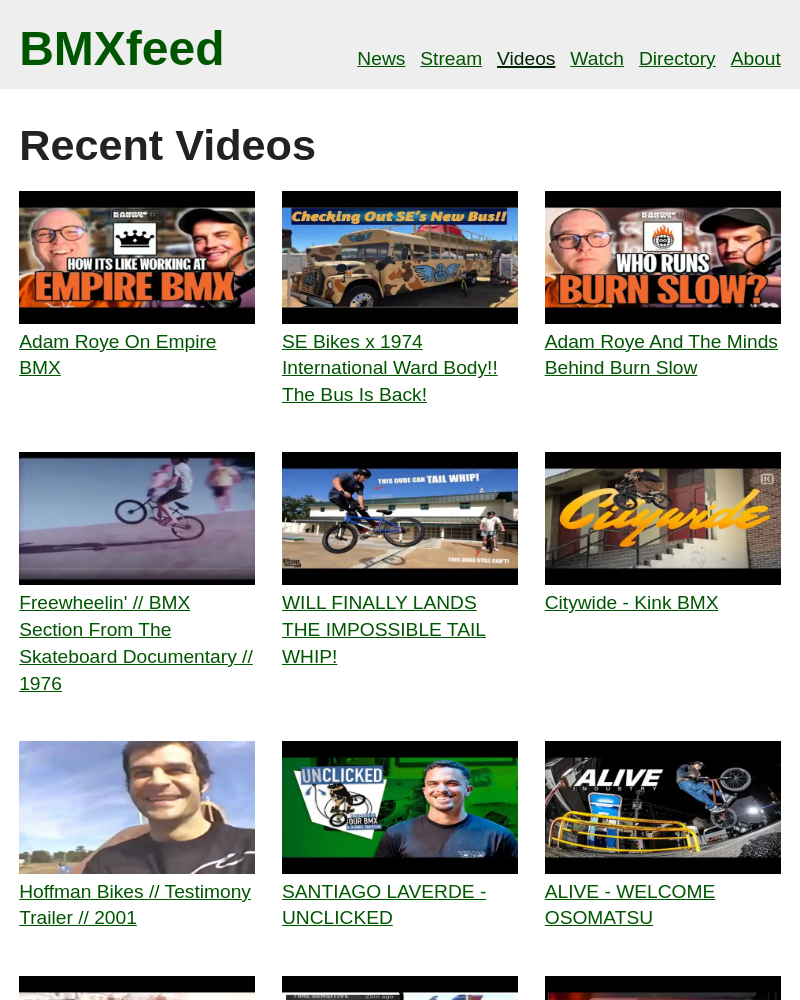 BMXfeed
News Stream Videos Watch Directory About
Recent Videos
HOW ITS LIKE WORKING AT
EMPIRE BMX
Adam Roye On Empire
BMX
Checking Out SE's New Bus!!
SE Bikes x 1974
International Ward Body!!
The Bus Is Back!
WHO RUNS
BURN SLOW?
Adam Roye And The Minds
Behind Burn Slow
Freewheelin' // BMX
Section From The
Skateboard Documentary //
1976
THIS DUDE CAN TAIL WHIP!
THIS DUDE STILL CAN'T!
WILL FINALLY LANDS
THE IMPOSSIBLE TAIL
WHIP!
Citywide
Citywide - Kink BMX
Hoffman Bikes // Testimony
Trailer // 2001
UNCLICKED
OUR BMX
SANTIAGO LAVERDE -
UNCLICKED
ALIVE
INDUSTRY
ALIVE - WELCOME
OSOMATSU
TIME SENSITIVE